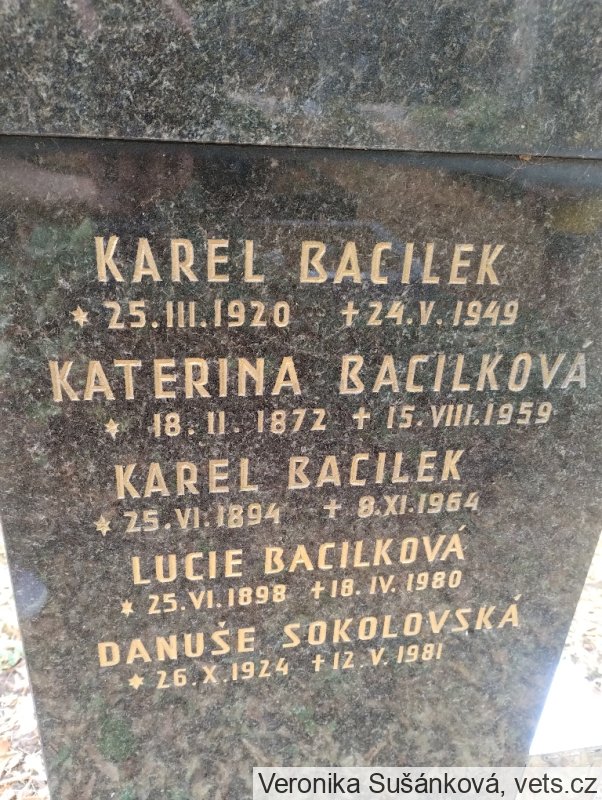 KAREL BACILEK
* 25.III.1920 + 24.V.1949
KATERINA BACILKOVÁ
* 18.II.1872 + 15.VIII.1959
KAREL BACILEK
* 25.VI.1894 + 8.XI.1964
LUCIE BACILKOVÁ
* 25.VI.1898 + 18.IV.1980
DANUŠE SOKOLOVSKÁ
* 26.X.1924 + 12.V.1981
Veronika Sušánková, vets.cz